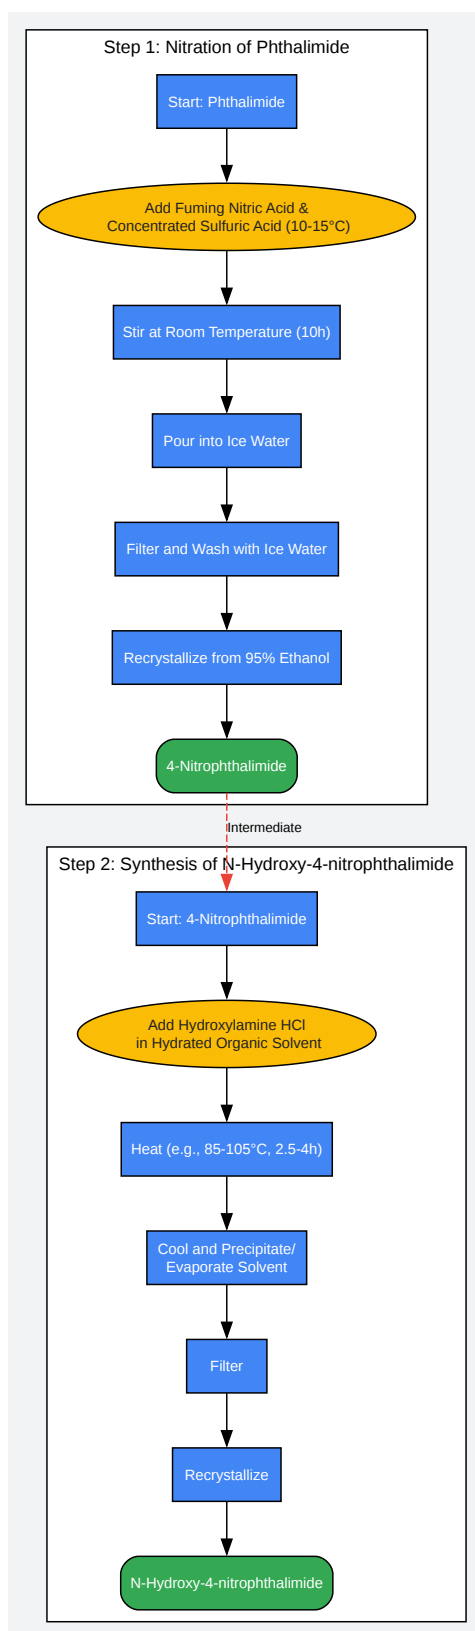 Step 1: Nitration of Phthalimide
Start: Phthalimide
Add Fuming Nitric Acid &
Concentrated Sulfuric Acid (10-15°C)
Stir at Room Temperature (10h)
Pour into Ice Water
Filter and Wash with Ice Water
Recrystallize from 95% Ethanol
4-Nitrophthalimide
Intermediate
Step 2: Synthesis of N-Hydroxy-4-nitrophthalimide
Start: 4-Nitrophthalimide
Add Hydroxylamine HCl
in Hydrated Organic Solvent
Heat (e.g., 85-105°C, 2.5-4h)
Cool and Precipitate/
Evaporate Solvent
Filter
Recrystallize
N-Hydroxy-4-nitrophthalimide